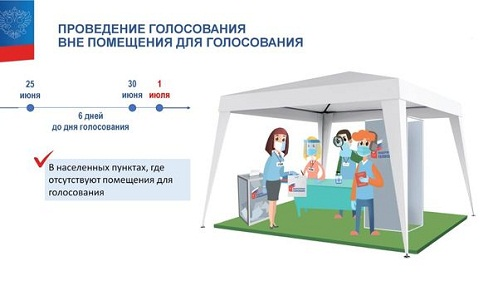 ПРОВЕДЕНИЕ ГОЛОСОВАНИЯ
ВНЕ ПОМЕЩЕНИЯ ДЛЯ ГОЛОСОВАНИЯ
25
июня
30
июня
1
июля
6 дней
до дня голосования
В населенных пунктах, где
отсутствуют помещения для
голосования